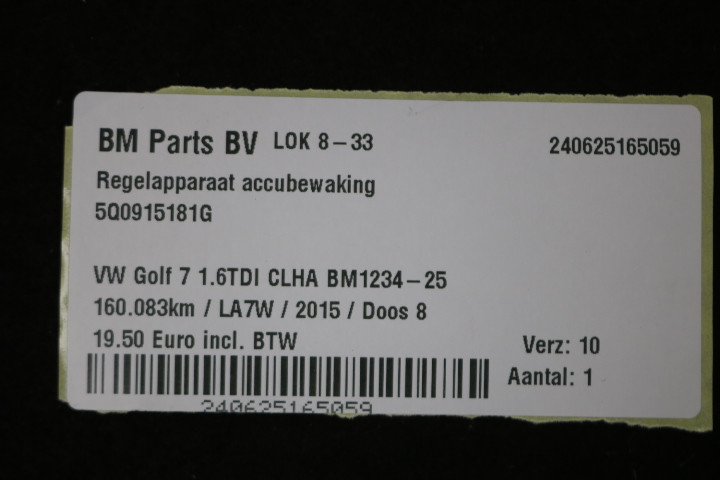 BM Parts BV LOK 8-33 240625165059
Regelapparaat accubewaking
5Q0915181G
VW Golf 7 1.6TDI CLHA BM1234-25
160.083km / LA7W / 2015 / Doos 8
19.50 Euro incl. BTW Verz: 10
Aantal: 1
240625165059